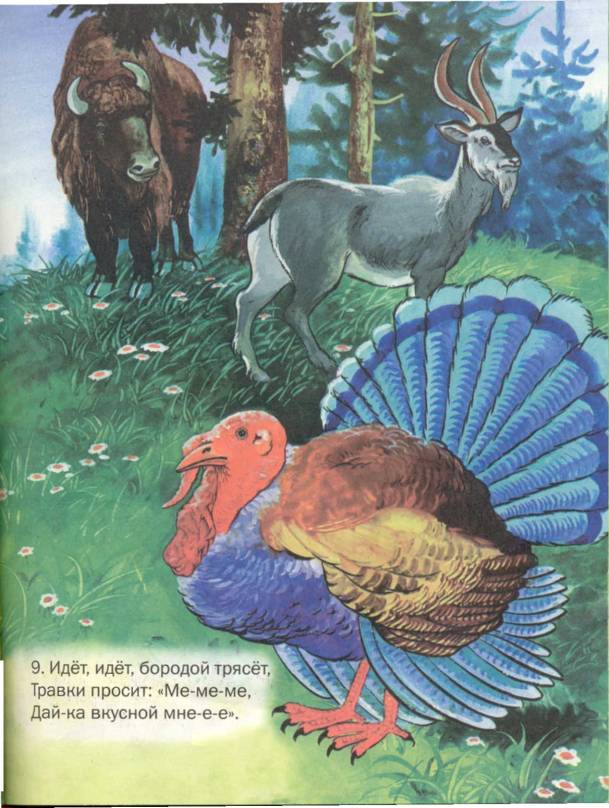 9. Идёт, идёт, бородой трясёт,
Травки просит: «Ме-ме-ме,
Дай-ка вкусной мне-е-е».